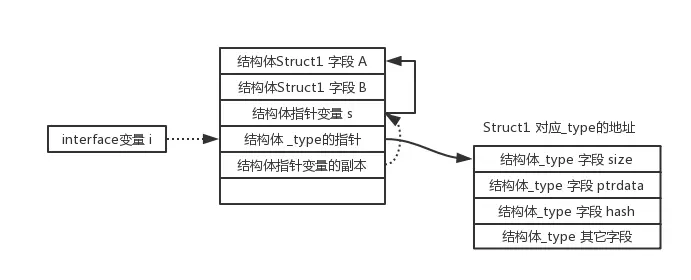 结构体Struct1 字段 A
结构体Struct1 字段 B
结构体指针变量 s
interface变量 i
结构体 _type的指针
结构体指针变量的副本
Struct1 对应_type的地址
结构体_type 字段 size
结构体_type 字段 ptrdata
结构体_type 字段 hash
结构体_type 其它字段